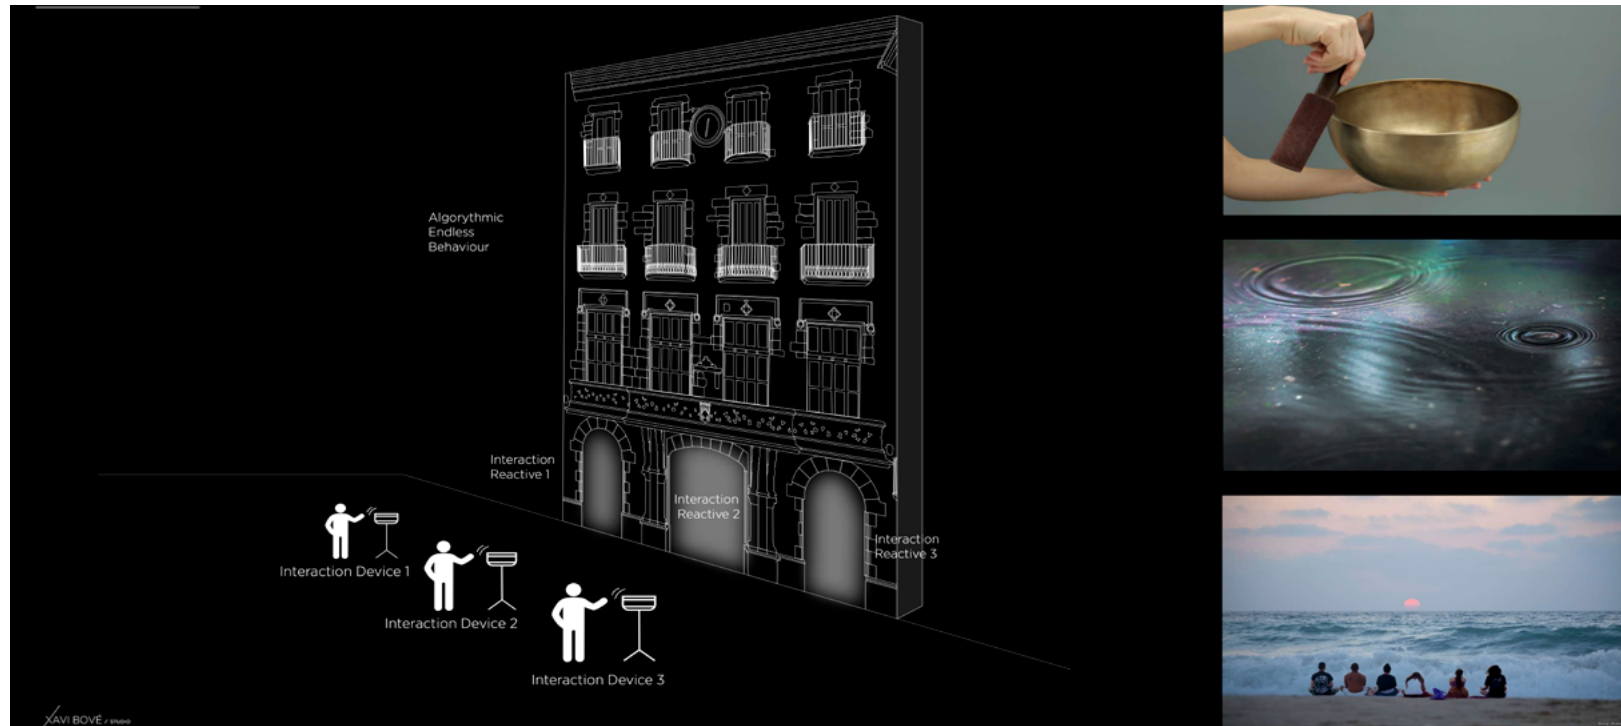 Algorythmic
Endless
Behaviour
Interaction
Reactive 1
Interaction
Reactive 2
Interaction
Reactive 3
Interaction Device 1
Interaction Device 2
Interaction Device 3
XAVI BOVÉ / STUDIO